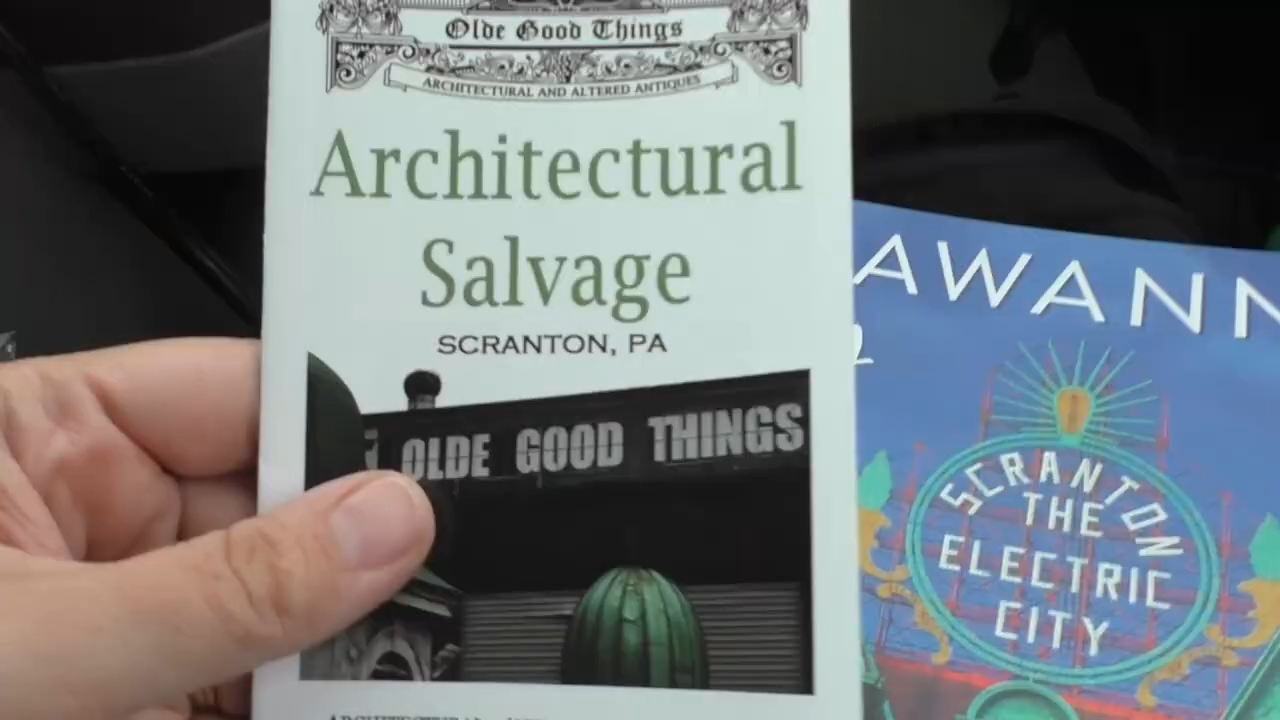 Olde Good Things
ARCHITECTURAL AND ALTERED ANTIQUES
Architectural
Salvage
SCRANTON, PA
OLDE GOOD THINGS
AWANN
SCRANTON
THE
ELECTRIC
CITY